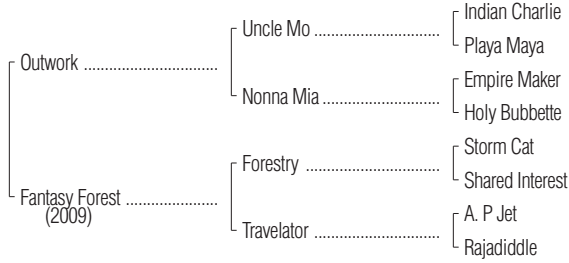 Indian Charlie
Uncle Mo ................................
Playa Maya
Outwork ..................................
Empire Maker
Nonna Mia ..............................
Holy Bubbette
Storm Cat
Forestry ..................................
Shared Interest
Fantasy Forest .......................
(2009)
A. P Jet
Travelator ................................
Rajadiddle